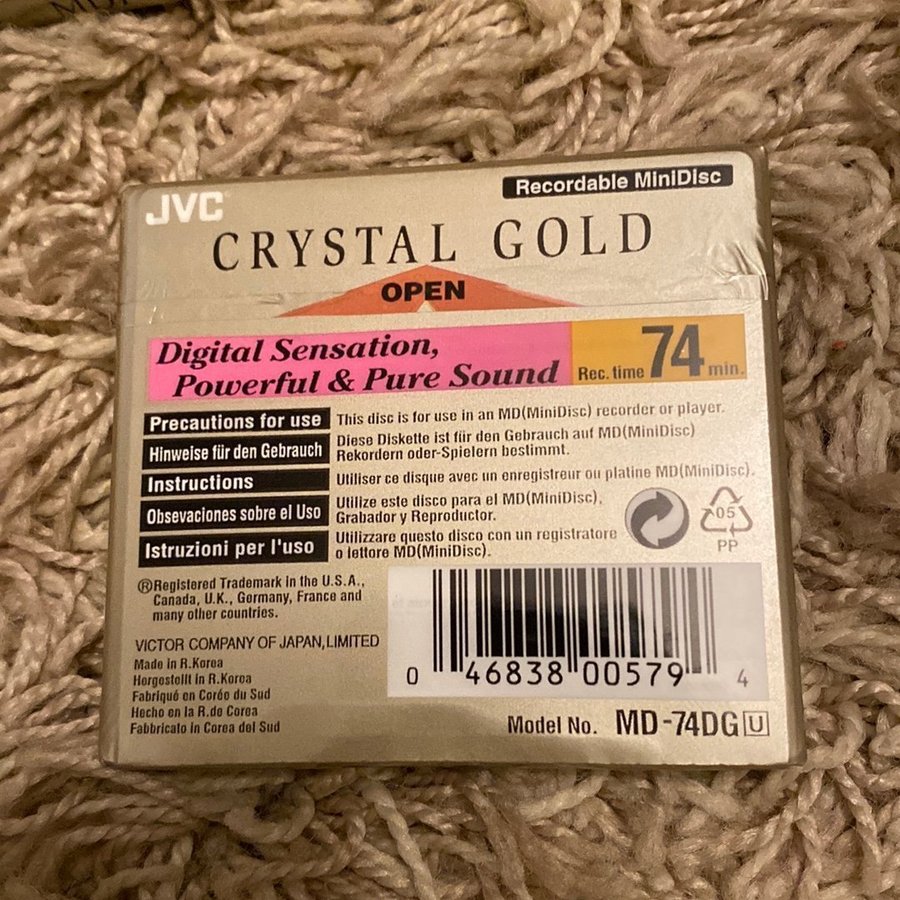 JVC
Recordable MiniDisc
CRYSTAL GOLD
OPEN
Digital Sensation,
Powerful & Pure Sound
Rec. time 74 min.
Precautions for use
This disc is for use in an MD(MiniDisc) recorder or player.
Hinweise für den Gebrauch
Diese Diskette ist für den Gebrauch auf MD(MiniDisc)
Rekordern oder-Spielern bestimmt.
Instructions
Utiliser ce disque avec un enregistreur ou platine MD(MiniDisc).
Obsevaciones sobre el Uso
Utilize este disco para el MD(MiniDisc),
Grabador y Reproductor.
Istruzioni per l'uso
Utilizzare questo disco con un registratore
o lettore MD(MiniDisc).
05
PP
®Registered Trademark in the U.S.A.,
Canada, U.K., Germany, France and
many other countries.
VICTOR COMPANY OF JAPAN,LIMITED
Made in R.Korea
Hergestellt in R.Korea
Fabriqué en Corée du Sud
Hecho en la R.de Corea
Fabbricato in Corea del Sud
0 46838 00579 4
Model No. MD-74DG U